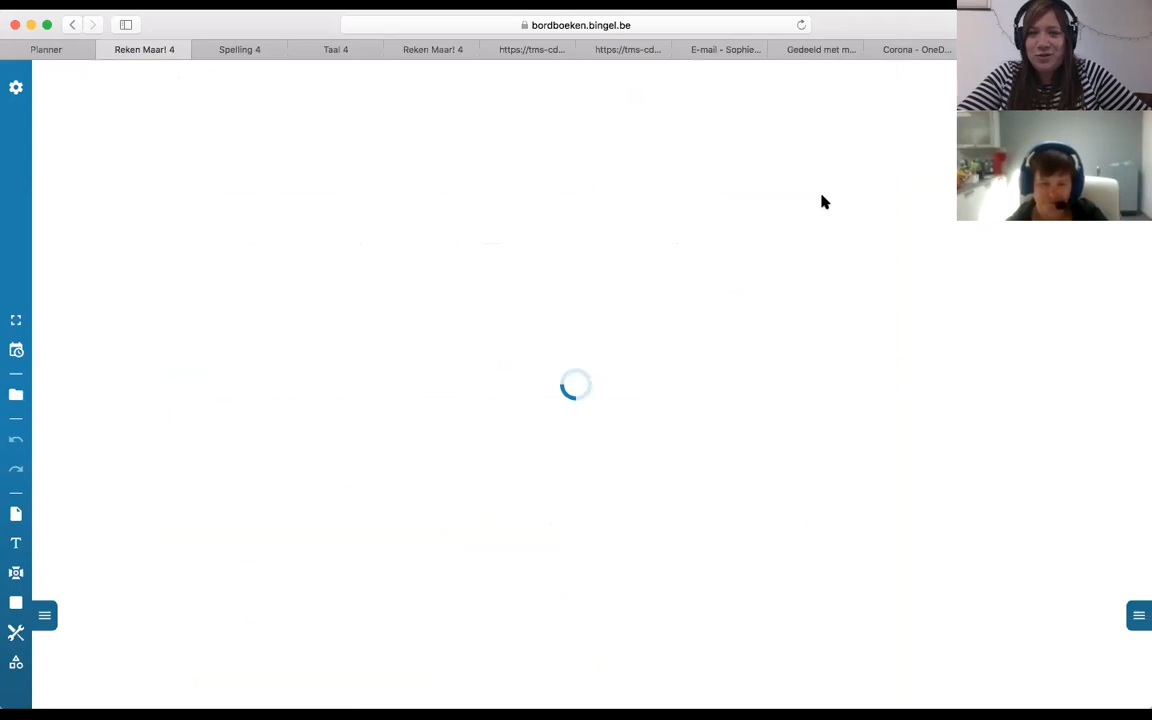 bordboeken.bingel.be
Planner
Reken Maar! 4
Spelling 4
Taal 4
Reken Maar! 4
https://tms-cd...
https://tms-cd...
E-mail - Sophie...
Gedeeld met m...
Corona - OneD...
T